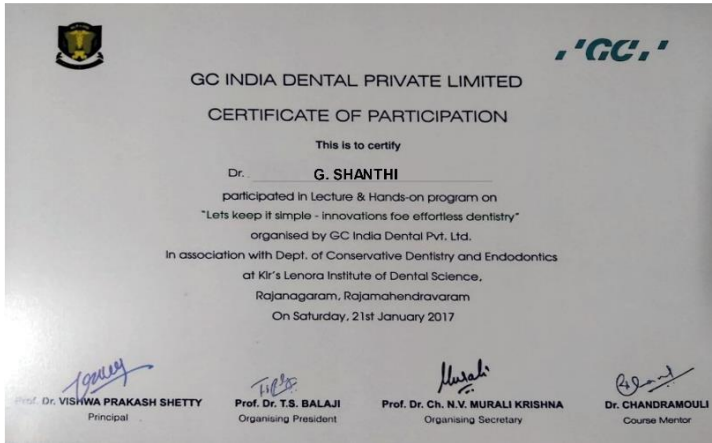 GC
GC INDIA DENTAL PRIVATE LIMITED
CERTIFICATE OF PARTICIPATION
This is to certify
Dr. G. SHANTHI
participated in Lecture & Hands-on program on
"Lets keep it simple - innovations foe effortless dentistry"
organised by GC India Dental Pvt. Ltd.
In association with Dept. of Conservative Dentistry and Endodontics
at Klr's Lenora Institute of Dental Science,
Rajanagaram, Rajamahendravaram
On Saturday, 21st January 2017
Prof. Dr. VISHWA PRAKASH SHETTY
Principal
Prof. Dr. T.S. BALAJI
Organising President
Murali
Prof. Dr. Ch. N.V. MURALI KRISHNA
Organising Secretary
Dr. CHANDRAMOULI
Course Mentor